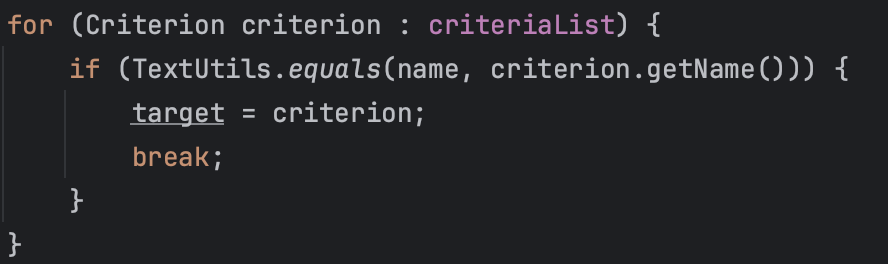 for (Criterion criterion : criteriaList) {
    if (TextUtils.equals(name, criterion.getName())) {
        target = criterion;
        break;
    }
}